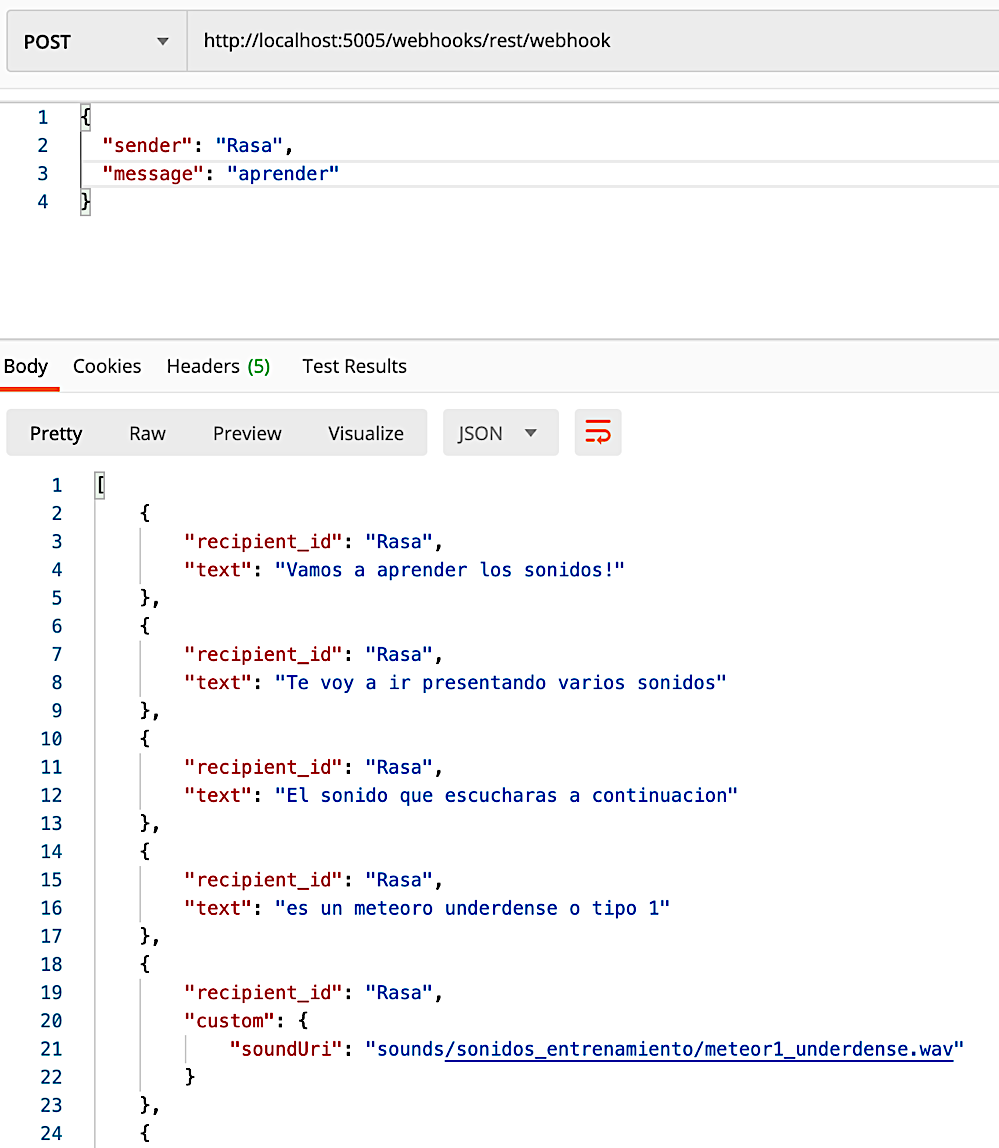 POST http://localhost:5005/webhooks/rest/webhook
1 {
2 "sender": "Rasa",
3 "message": "aprender"
4 }
Body Cookies Headers (5) Test Results
Pretty Raw Preview Visualize JSON
1 [
2 {
3 "recipient_id": "Rasa",
4 "text": "Vamos a aprender los sonidos!"
5 },
6 {
7 "recipient_id": "Rasa",
8 "text": "Te voy a ir presentando varios sonidos"
9 },
10 {
11 "recipient_id": "Rasa",
12 "text": "El sonido que escucharas a continuacion"
13 },
14 {
15 "recipient_id": "Rasa",
16 "text": "es un meteoro underdense o tipo 1"
17 },
18 {
19 "recipient_id": "Rasa",
20 "custom": {
21 "soundUri": "sounds/sonidos_entrenamiento/meteor1_underdense.wav"
22 }
23 },
24 {